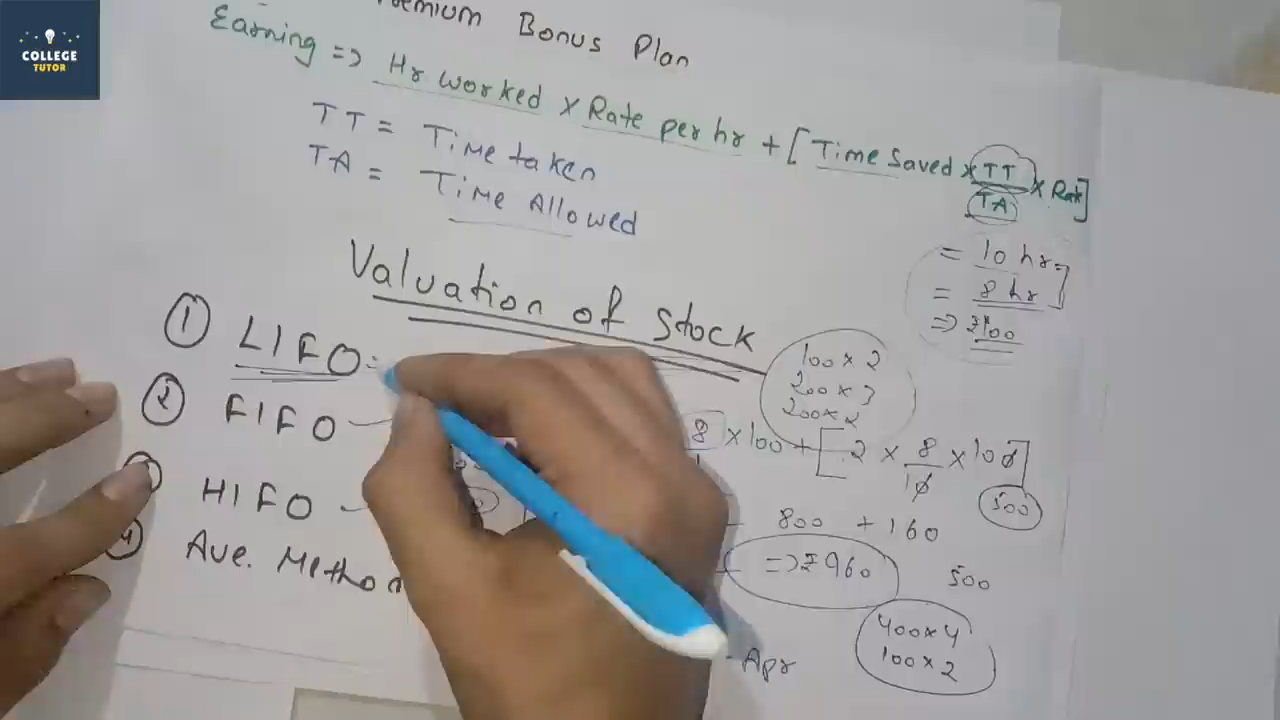 COLLEGE
TUTOR
Premium Bonus Plan
Earning => Hr worked × Rate per hr + [Time Saved × TT/TA × Rate]
TT = Time taken
TA = Time Allowed
= 10 hr
= 8 hr
=> ₹100
Valuation of Stock
① LIFO =
② FIFO
HIFO
④ Ave. Method
100 × 2
200 × 3
200 × 2
8 × 100 + [2 × 8/10 × 100]
500
800 + 160
=> ₹960
500
400 × 4
100 × 2
- Apr